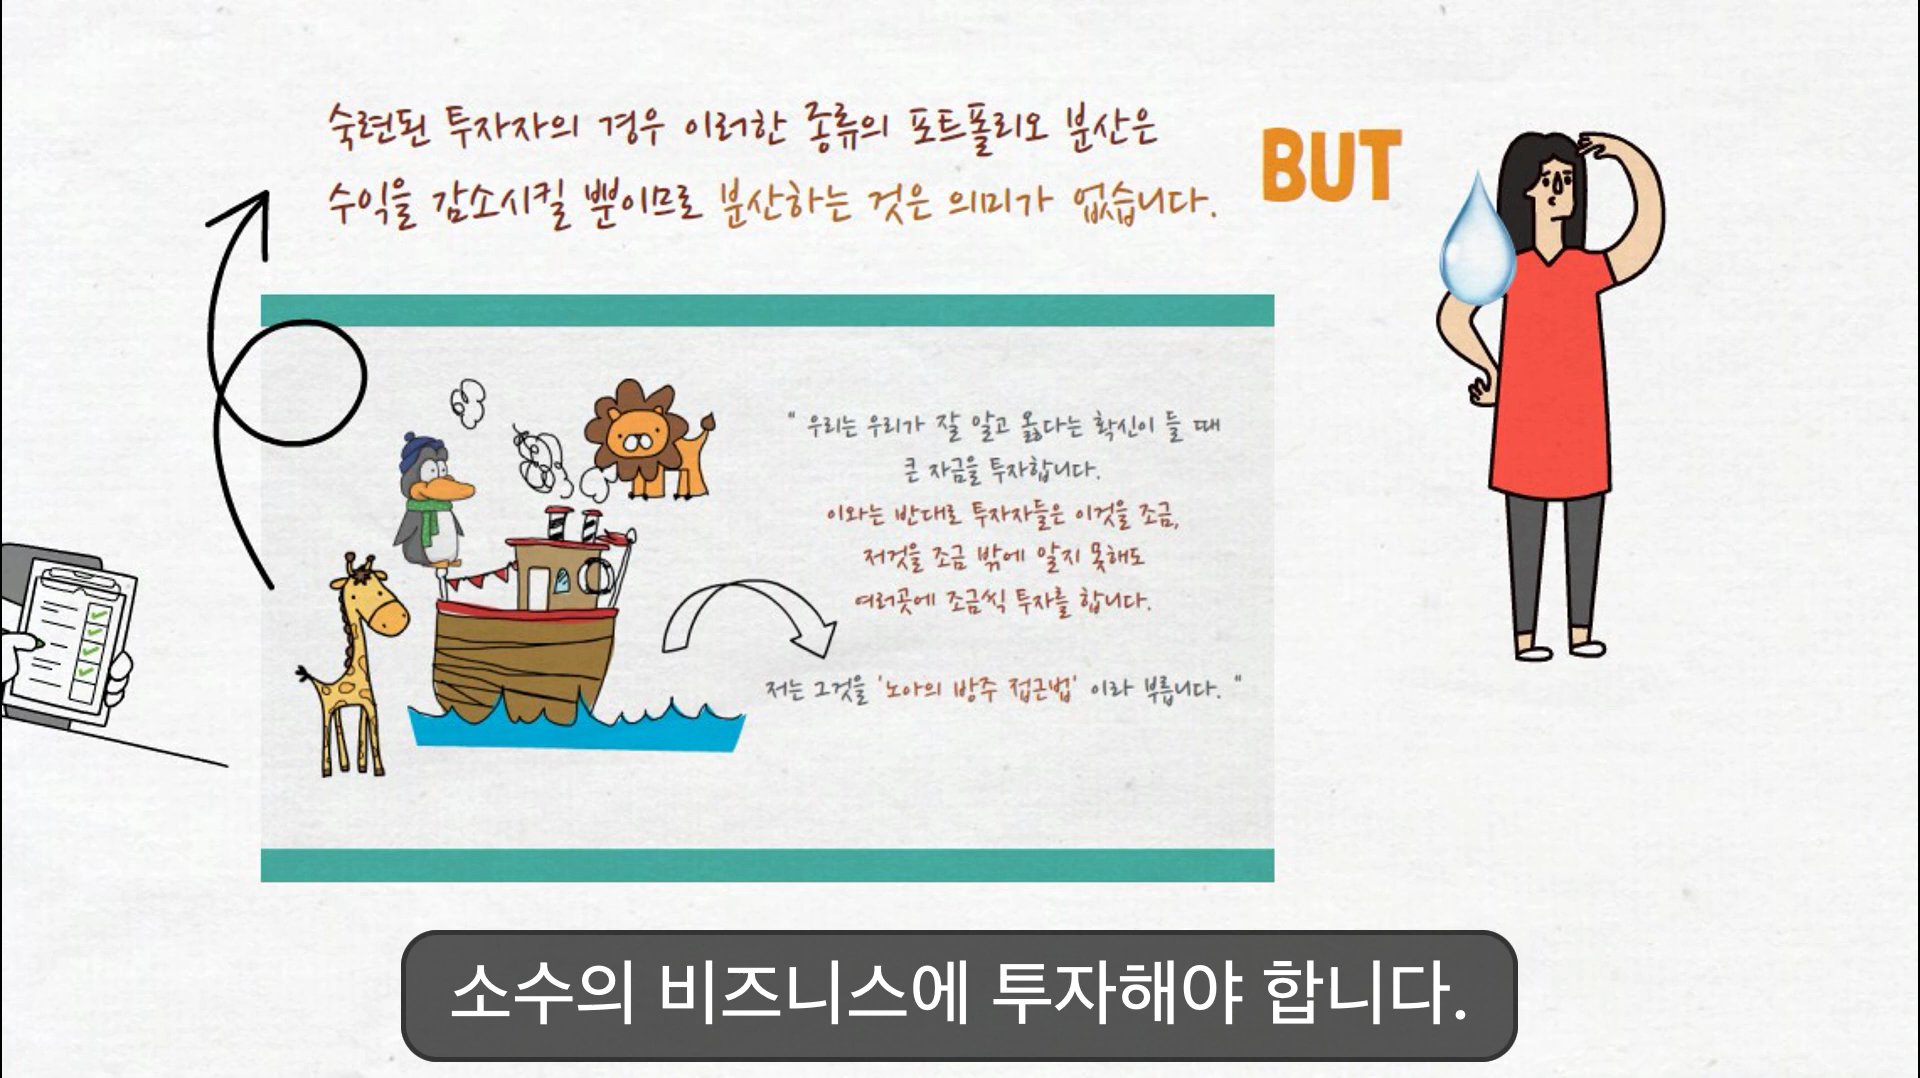 숙련된 투자자의 경우 이러한 종류의 포트폴리오 분산은
수익을 감소시킬 뿐이므로 분산하는 것은 의미가 없습니다.
BUT
" 우리는 우리가 잘 알고 옳다는 확신이 들 때
큰 자금을 투자합니다.
이와는 반대로 투자자들은 이것을 조금,
저것을 조금 밖에 알지 못해도
여러곳에 조금씩 투자를 합니다.
저는 그것을 '노아의 방주 접근법' 이라 부릅니다. "
소수의 비즈니스에 투자해야 합니다.